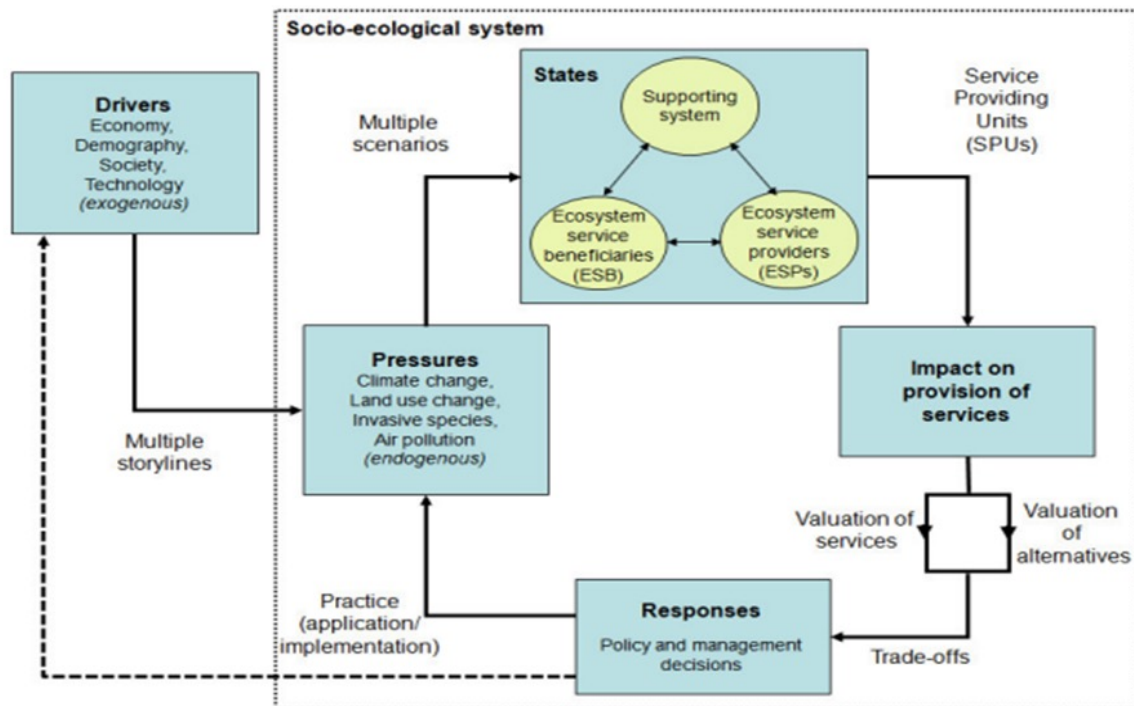 Socio-ecological system
Drivers
Economy,
Demography,
Society,
Technology
(exogenous)
Multiple
storylines
Pressures
Climate change,
Land use change,
Invasive species,
Air pollution
(endogenous)
Multiple
scenarios
States
Supporting
system
Ecosystem
service
beneficiaries
(ESB)
Ecosystem
service
providers
(ESPs)
Service
Providing
Units
(SPUs)
Impact on
provision of
services
Valuation of
services
Valuation
of
alternatives
Trade-offs
Responses
Policy and management
decisions
Practice
(application/
implementation)